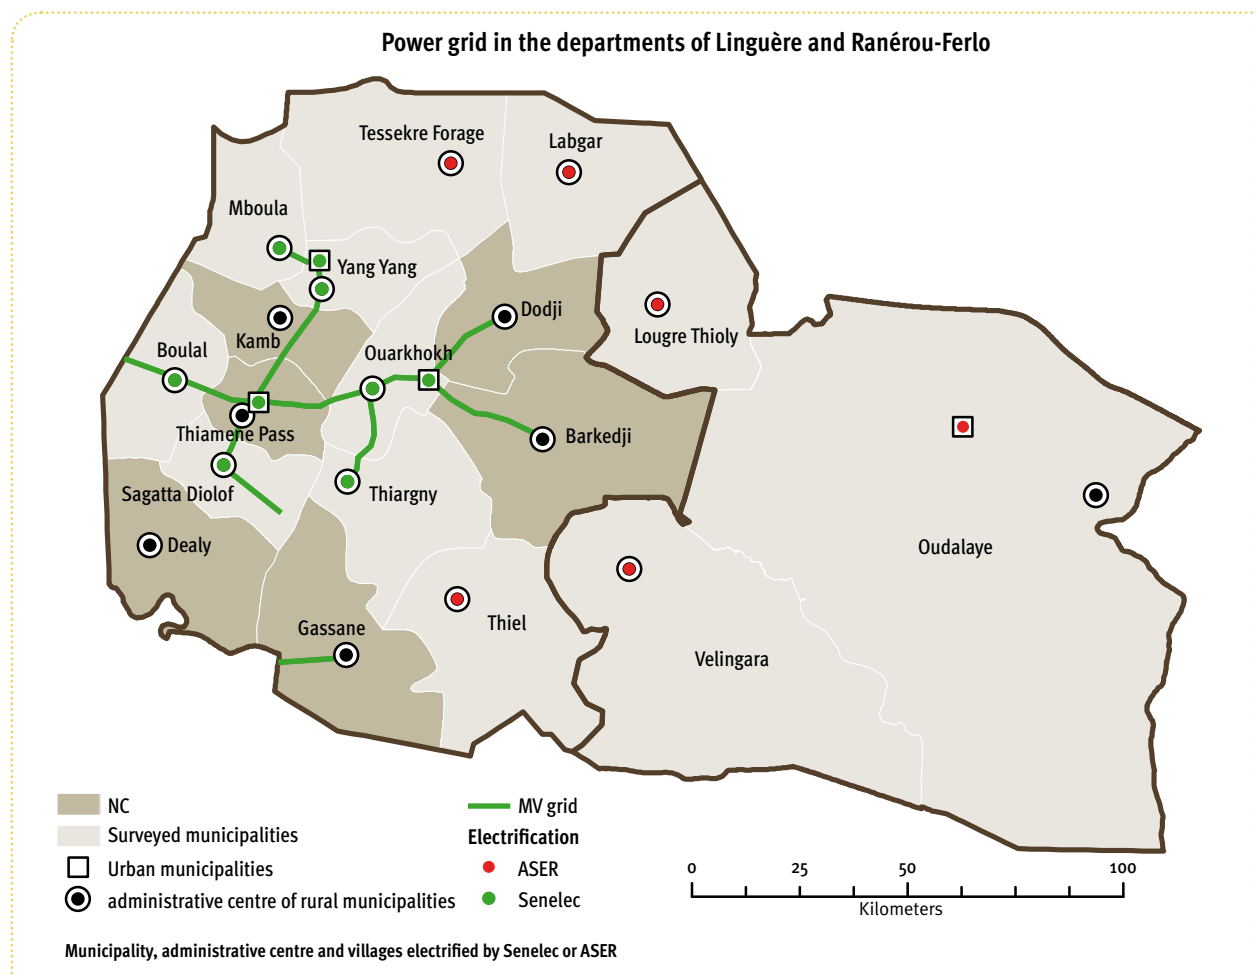 Power grid in the departments of Linguère and Ranérou-Ferlo
Tessekre Forage
Labgar
Mboula
Yang Yang
Dodji
Kamb
Lougre Thioly
Boulal
Ouarkhokh
Thiamene Pass
Barkedji
Sagatta Diolof
Thiargny
Dealy
Oudalaye
Gassane
Thiel
Velingara
NC
Surveyed municipalities
Urban municipalities
administrative centre of rural municipalities
MV grid
Electrification
ASER
Senelec
0 25 50 100
Kilometers
Municipality, administrative centre and villages electrified by Senelec or ASER